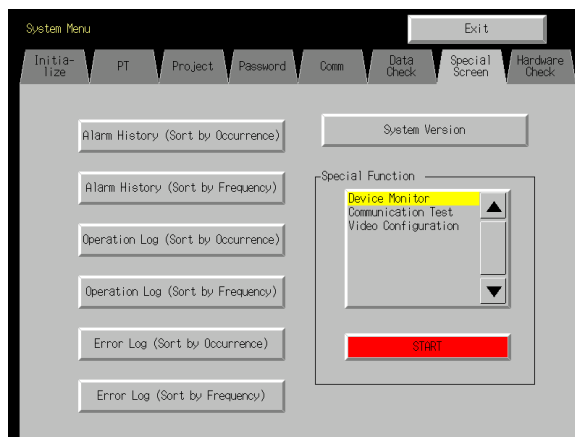 System Menu
Exit
Initia-
lize
PT
Project
Password
Comm
Data
Check
Special
Screen
Hardware
Check
Alarm History (Sort by Occurrence)
Alarm History (Sort by Frequency)
Operation Log (Sort by Occurrence)
Operation Log (Sort by Frequency)
Error Log (Sort by Occurrence)
Error Log (Sort by Frequency)
System Version
Special Function
Device Monitor
Communication Test
Video Configuration
START